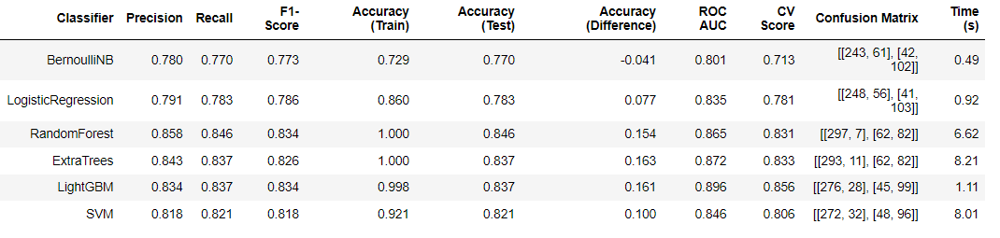 Classifier Precision Recall F1-Score Accuracy (Train) Accuracy (Test) Accuracy (Difference) ROC AUC CV Score Confusion Matrix Time (s)
BernoulliNB 0.780 0.770 0.773 0.729 0.770 -0.041 0.801 0.713 [[243, 61], [42, 102]] 0.49
LogisticRegression 0.791 0.783 0.786 0.860 0.783 0.077 0.835 0.781 [[248, 56], [41, 103]] 0.92
RandomForest 0.858 0.846 0.834 1.000 0.846 0.154 0.865 0.831 [[297, 7], [62, 82]] 6.62
ExtraTrees 0.843 0.837 0.826 1.000 0.837 0.163 0.872 0.833 [[293, 11], [62, 82]] 8.21
LightGBM 0.834 0.837 0.834 0.998 0.837 0.161 0.896 0.856 [[276, 28], [45, 99]] 1.11
SVM 0.818 0.821 0.818 0.921 0.821 0.100 0.846 0.806 [[272, 32], [48, 96]] 8.01